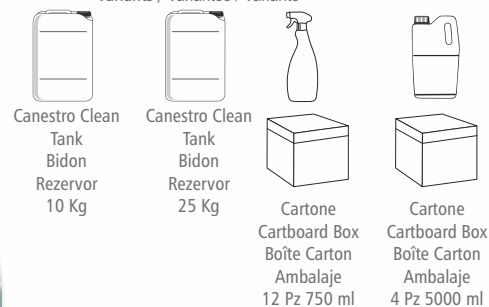 Canestro Clean
Tank
Bidon
Rezervor
10 Kg
Canestro Clean
Tank
Bidon
Rezervor
25 Kg
Cartone
Cartboard Box
Boîte Carton
Ambalaje
12 Pz 750 ml
Cartone
Cartboard Box
Boîte Carton
Ambalaje
4 Pz 5000 ml